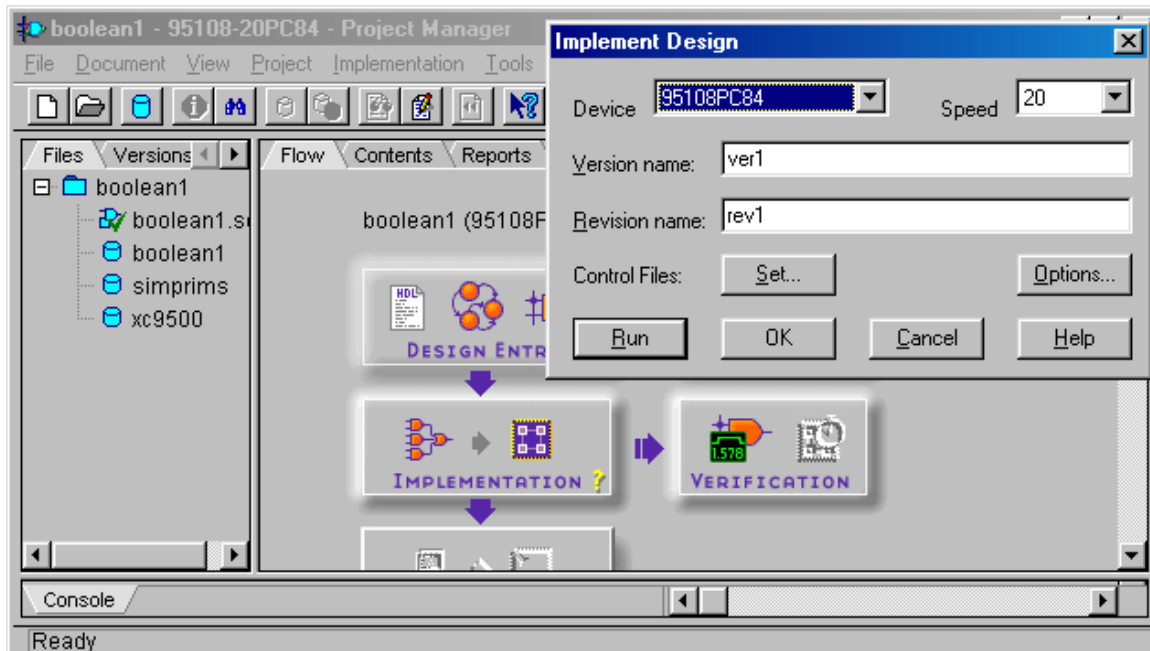 boolean1 - 95108-20PC84 - Project Manager
File Document View Project Implementation Tools
Files Versions
boolean1
boolean1.s
boolean1
simprims
xc9500
Flow Contents Reports
boolean1 (95108
HDL
DESIGN ENTR
IMPLEMENTATION ?
1.578
VERIFICATION
Console
Ready
Implement Design
Device 95108PC84 Speed 20
Version name: ver1
Revision name: rev1
Control Files: Set... Options...
Run OK Cancel Help